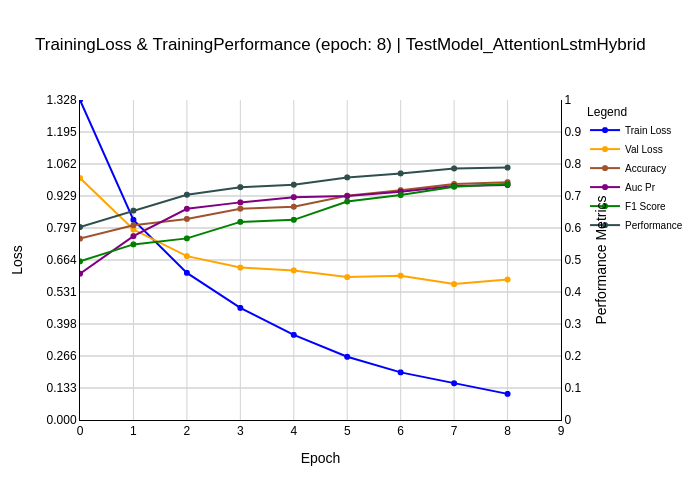 TrainingLoss & TrainingPerformance (epoch: 8) | TestModel_AttentionLstmHybrid
1.328
1.195
1.062
0.929
0.797
0.664
0.531
0.398
0.266
0.133
0.000
Loss
0 1 2 3 4 5 6 7 8 9
Epoch
1
0.9
0.8
0.7
0.6
0.5
0.4
0.3
0.2
0.1
0
Performance Metrics
Legend
Train Loss
Val Loss
Accuracy
Auc Pr
F1 Score
Performance